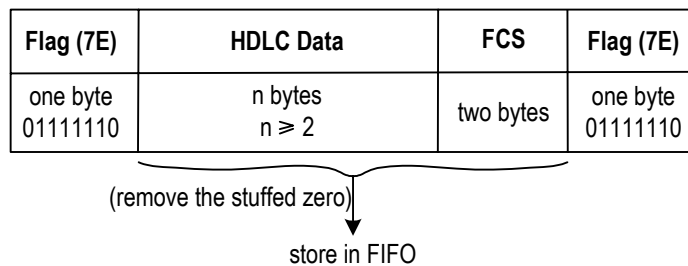 Flag (7E) HDLC Data FCS Flag (7E)
one byte n bytes two bytes one byte
01111110 n ⩾ 2 01111110
(remove the stuffed zero)
store in FIFO